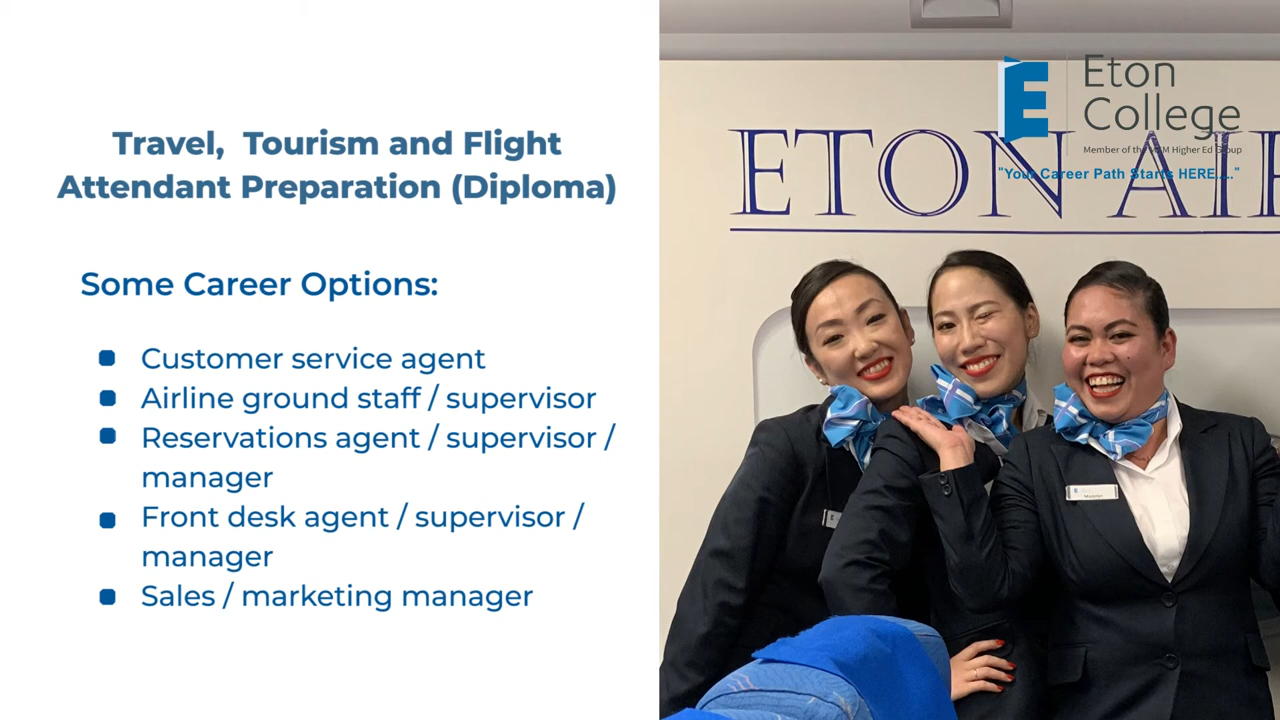 Travel, Tourism and Flight
Attendant Preparation (Diploma)
Some Career Options:
Customer service agent
Airline ground staff / supervisor
Reservations agent / supervisor /
manager
Front desk agent / supervisor /
manager
Sales / marketing manager
Eton
College
Member of the Higher Ed Group
"Your Career Path Starts HERE...."
ETON AIR